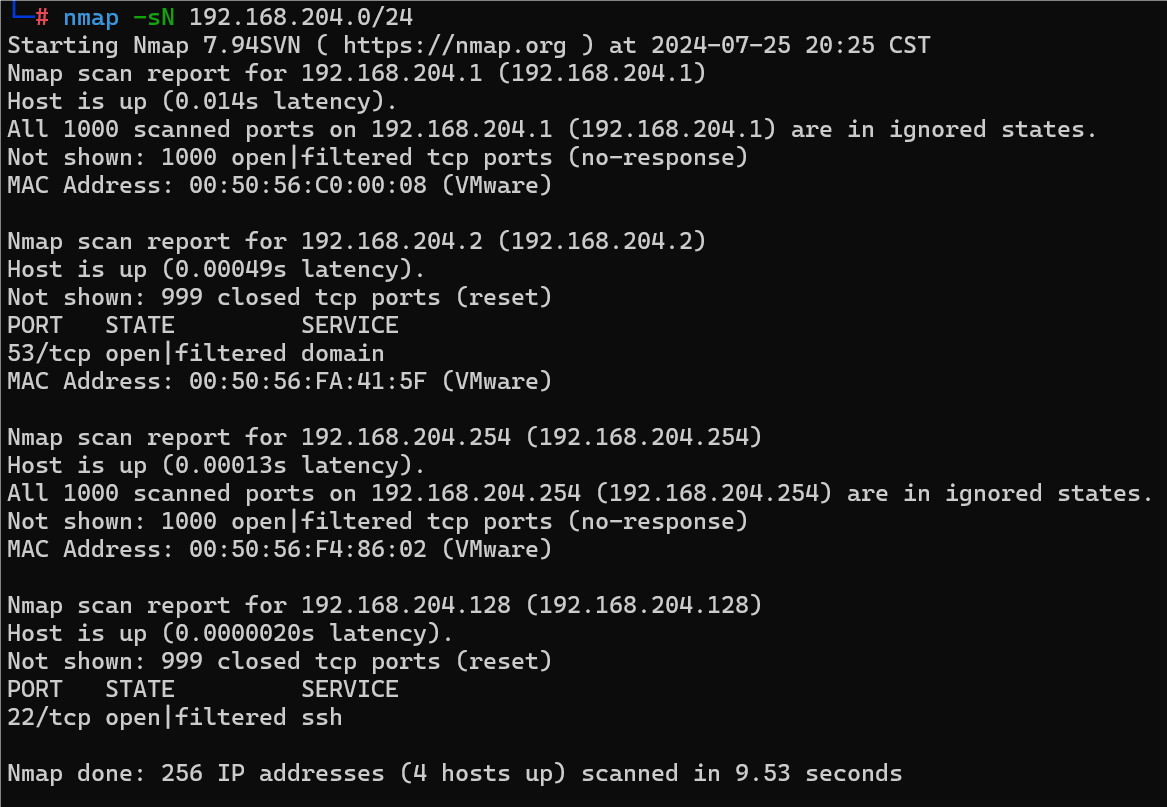 └─# nmap -sN 192.168.204.0/24
Starting Nmap 7.94SVN ( https://nmap.org ) at 2024-07-25 20:25 CST
Nmap scan report for 192.168.204.1 (192.168.204.1)
Host is up (0.014s latency).
All 1000 scanned ports on 192.168.204.1 (192.168.204.1) are in ignored states.
Not shown: 1000 open|filtered tcp ports (no-response)
MAC Address: 00:50:56:C0:00:08 (VMware)

Nmap scan report for 192.168.204.2 (192.168.204.2)
Host is up (0.00049s latency).
Not shown: 999 closed tcp ports (reset)
PORT   STATE         SERVICE
53/tcp open|filtered domain
MAC Address: 00:50:56:FA:41:5F (VMware)

Nmap scan report for 192.168.204.254 (192.168.204.254)
Host is up (0.00013s latency).
All 1000 scanned ports on 192.168.204.254 (192.168.204.254) are in ignored states.
Not shown: 1000 open|filtered tcp ports (no-response)
MAC Address: 00:50:56:F4:86:02 (VMware)

Nmap scan report for 192.168.204.128 (192.168.204.128)
Host is up (0.0000020s latency).
Not shown: 999 closed tcp ports (reset)
PORT   STATE         SERVICE
22/tcp open|filtered ssh

Nmap done: 256 IP addresses (4 hosts up) scanned in 9.53 seconds